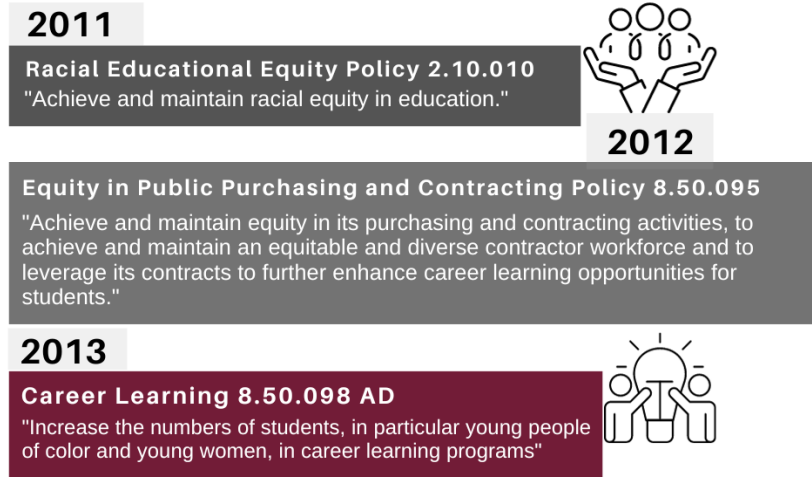 2011
Racial Educational Equity Policy 2.10.010
"Achieve and maintain racial equity in education."
2012
Equity in Public Purchasing and Contracting Policy 8.50.095
"Achieve and maintain equity in its purchasing and contracting activities, to
achieve and maintain an equitable and diverse contractor workforce and to
leverage its contracts to further enhance career learning opportunities for
students."
2013
Career Learning 8.50.098 AD
"Increase the numbers of students, in particular young people
of color and young women, in career learning programs"